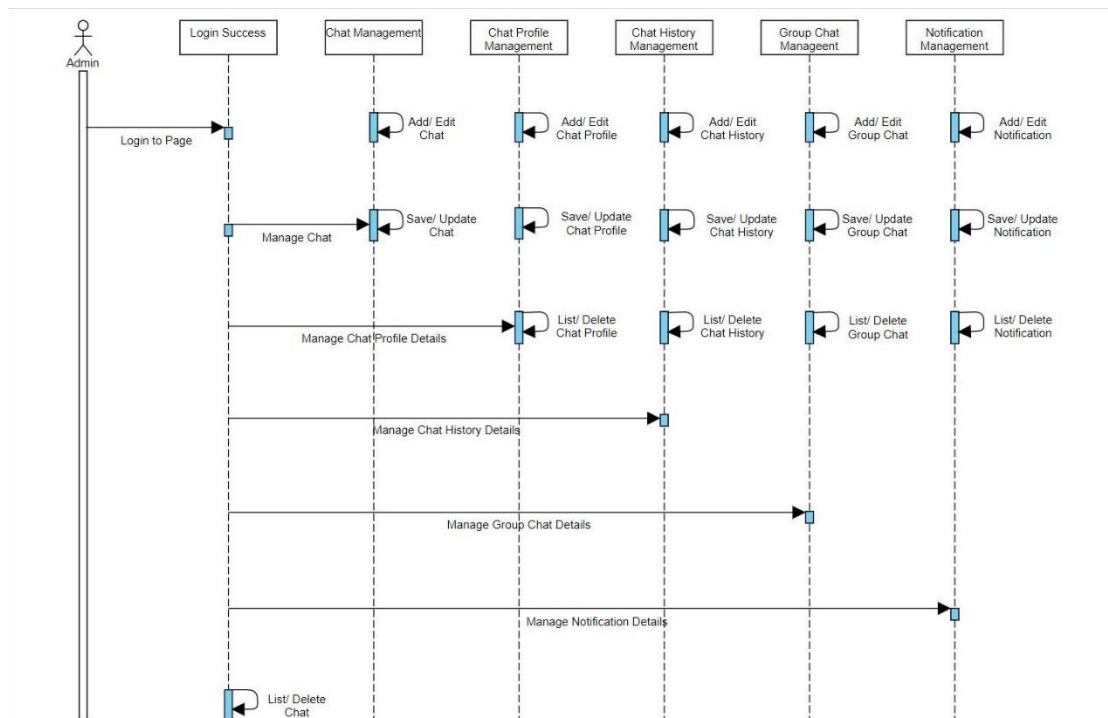 Login Success
Chat Management
Chat Profile
Management
Chat History
Management
Group Chat
Manageent
Notification
Management
Admin
Add/ Edit
Chat
Add/ Edit
Chat Profile
Add/ Edit
Chat History
Add/ Edit
Group Chat
Add/ Edit
Notification
Login to Page
Save/ Update
Chat
Save/ Update
Chat Profile
Save/ Update
Chat History
Save/ Update
Group Chat
Save/ Update
Notification
Manage Chat
List/ Delete
Chat Profile
List/ Delete
Chat History
List/ Delete
Group Chat
List/ Delete
Notification
Manage Chat Profile Details
Manage Chat History Details
Manage Group Chat Details
Manage Notification Details
List/ Delete
Chat